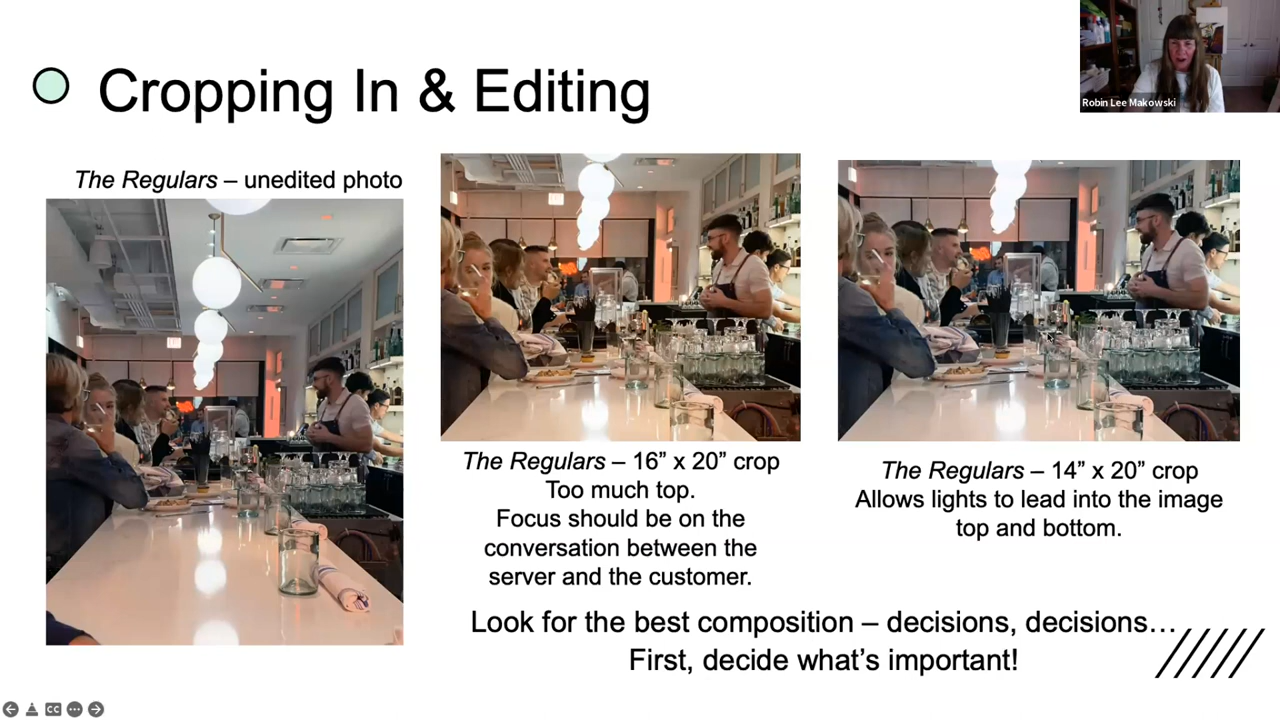 Cropping In & Editing
Robin Lee Makowski
The Regulars – unedited photo
The Regulars – 16” x 20” crop
Too much top.
Focus should be on the
conversation between the
server and the customer.
The Regulars – 14” x 20” crop
Allows lights to lead into the image
top and bottom.
Look for the best composition – decisions, decisions…
First, decide what’s important!
CC